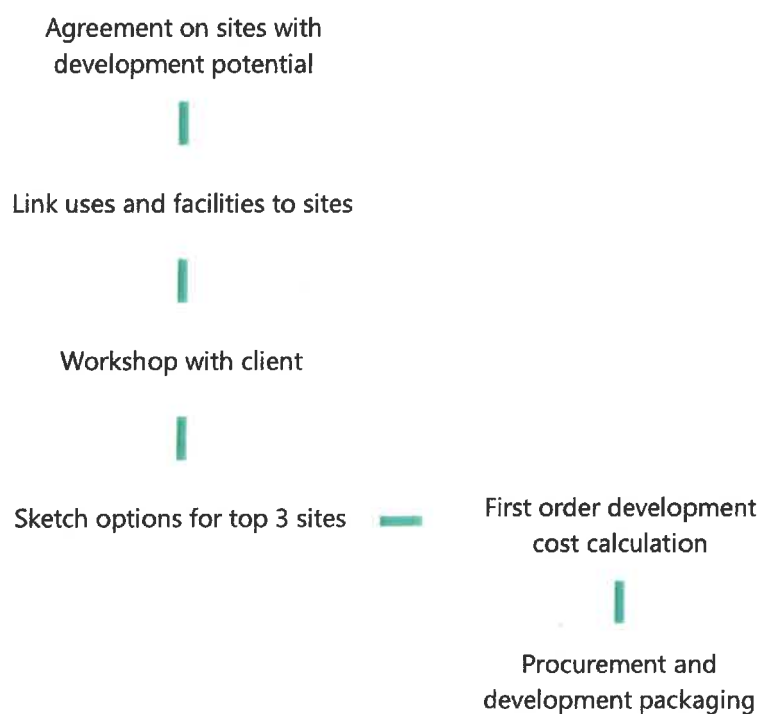 Agreement on sites with
development potential
Link uses and facilities to sites
Workshop with client
Sketch options for top 3 sites
First order development
cost calculation
Procurement and
development packaging